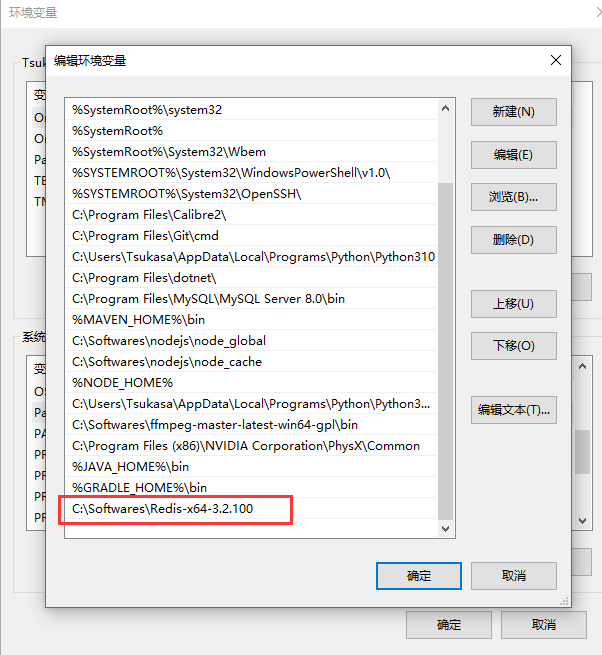 环境变量
编辑环境变量
Tsuk
%SystemRoot%\system32
%SystemRoot%
%SystemRoot%\System32\Wbem
%SYSTEMROOT%\System32\WindowsPowerShell\v1.0\
%SYSTEMROOT%\System32\OpenSSH\
C:\Program Files\Calibre2\
C:\Program Files\Git\cmd
C:\Users\Tsukasa\AppData\Local\Programs\Python\Python310
C:\Program Files\dotnet\
C:\Program Files\MySQL\MySQL Server 8.0\bin
%MAVEN_HOME%\bin
C:\Softwares\nodejs\node_global
C:\Softwares\nodejs\node_cache
%NODE_HOME%
C:\Users\Tsukasa\AppData\Local\Programs\Python\Python3...
C:\Softwares\ffmpeg-master-latest-win64-gpl\bin
C:\Program Files (x86)\NVIDIA Corporation\PhysX\Common
%JAVA_HOME%\bin
%GRADLE_HOME%\bin
C:\Softwares\Redis-x64-3.2.100
新建(N)
编辑(E)
浏览(B)...
删除(D)
上移(U)
下移(O)
编辑文本(T)...
确定
取消
变
Or
Or
Pa
TE
TM
系统
变
OS
Pa
PA
PR
PR
PR
PR
确定
取消